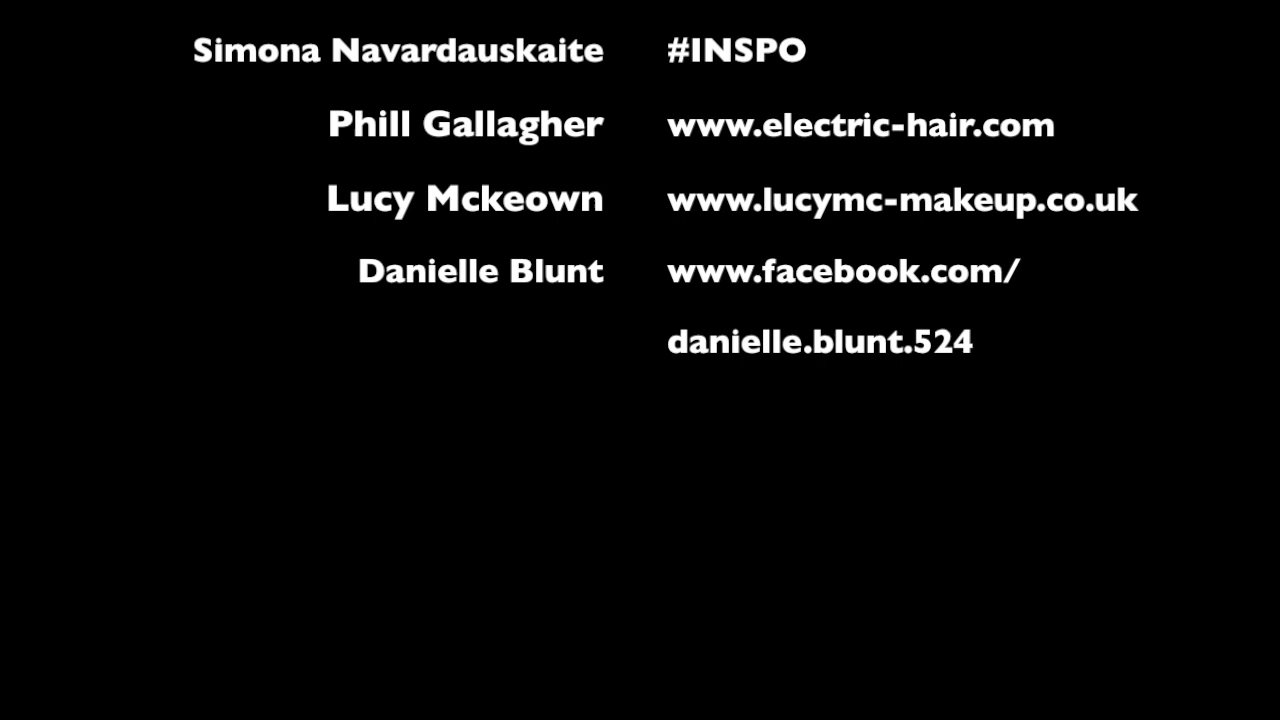 Simona Navardauskaite #INSPO
Phill Gallagher www.electric-hair.com
Lucy Mckeown www.lucymc-makeup.co.uk
Danielle Blunt www.facebook.com/
danielle.blunt.524